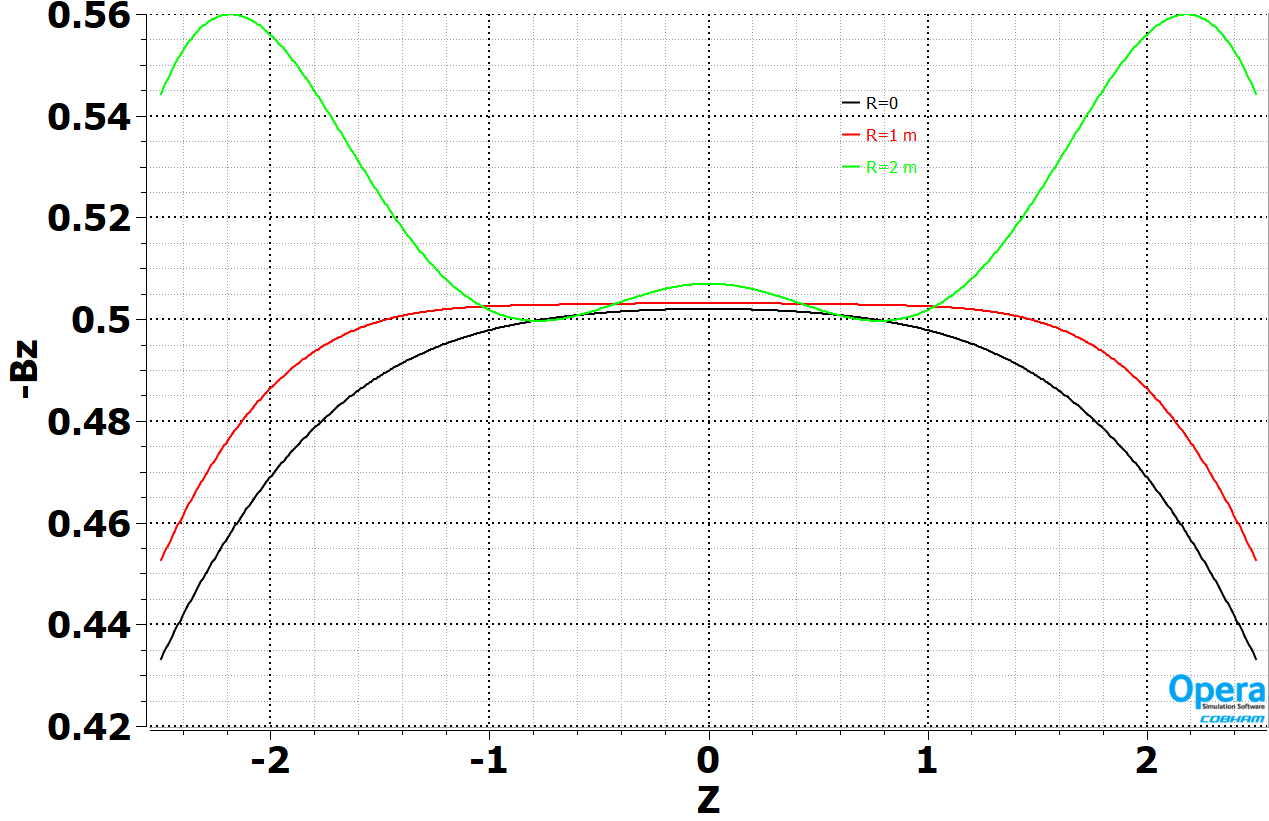 0.56
R=0
0.54
R=1 m
R=2 m
0.52
0.5
-Bz
0.48
0.46
0.44
Opera
Simulation Software
COBHAM
0.42
-2 -1 0 1 2
Z